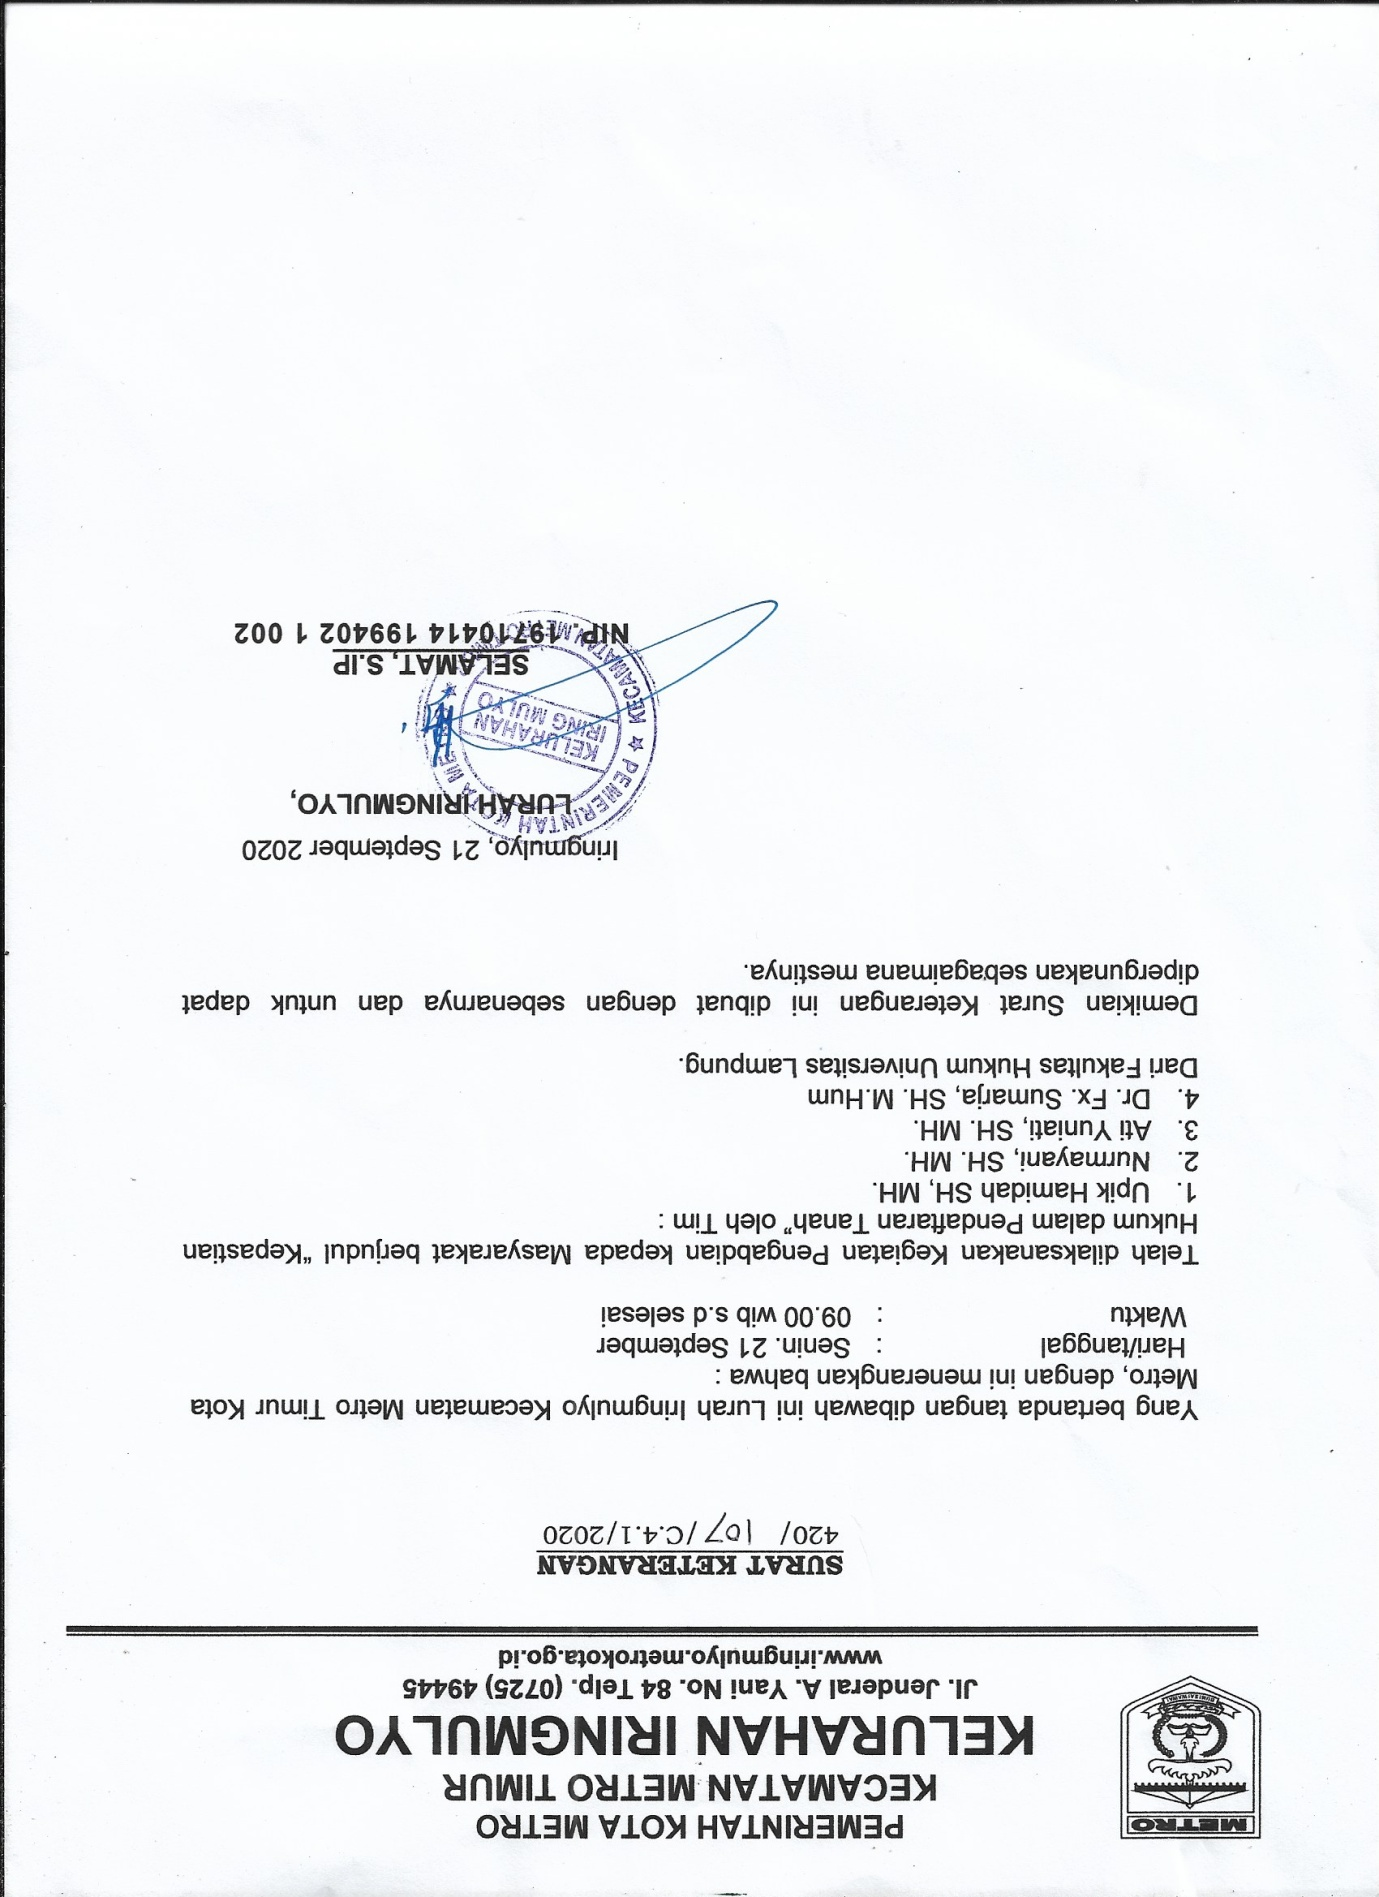 METRO
PEMERINTAH KOTA METRO
KECAMATAN METRO TIMUR
KELURAHAN IRINGMULYO
Jl. Jenderal A. Yani No. 84 Telp. (0725) 49445
www.iringmulyo.metrokota.go.id
SURAT KETERANGAN
420/ 107/C.4.1/2020
Yang bertanda tangan dibawah ini Lurah Iringmulyo Kecamatan Metro Timur Kota
Metro, dengan ini menerangkan bahwa :
Hari/tanggal : Senin. 21 September
Waktu : 09.00 wib s.d selesai
Telah dilaksanakan Kegiatan Pengabdian kepada Masyarakat berjudul “Kepastian
Hukum dalam Pendaftaran Tanah“ oleh Tim :
1. Upik Hamidah SH, MH.
2. Nurmayani, SH. MH.
3. Ati Yuniati, SH. MH.
4. Dr. Fx. Sumarja, SH. M.Hum
Dari Fakultas Hukum Universitas Lampung.
Demikian Surat Keterangan ini dibuat dengan sebenarnya dan untuk dapat
dipergunakan sebagaimana mestinya.
Iringmulyo, 21 September 2020
LURAH IRINGMULYO,
PEMERINTAH KOTA
KELURAHAN
IRING MULYO
KECAMATAN METRO
SELAMAT, S.IP
NIP. 19710414 199402 1 002